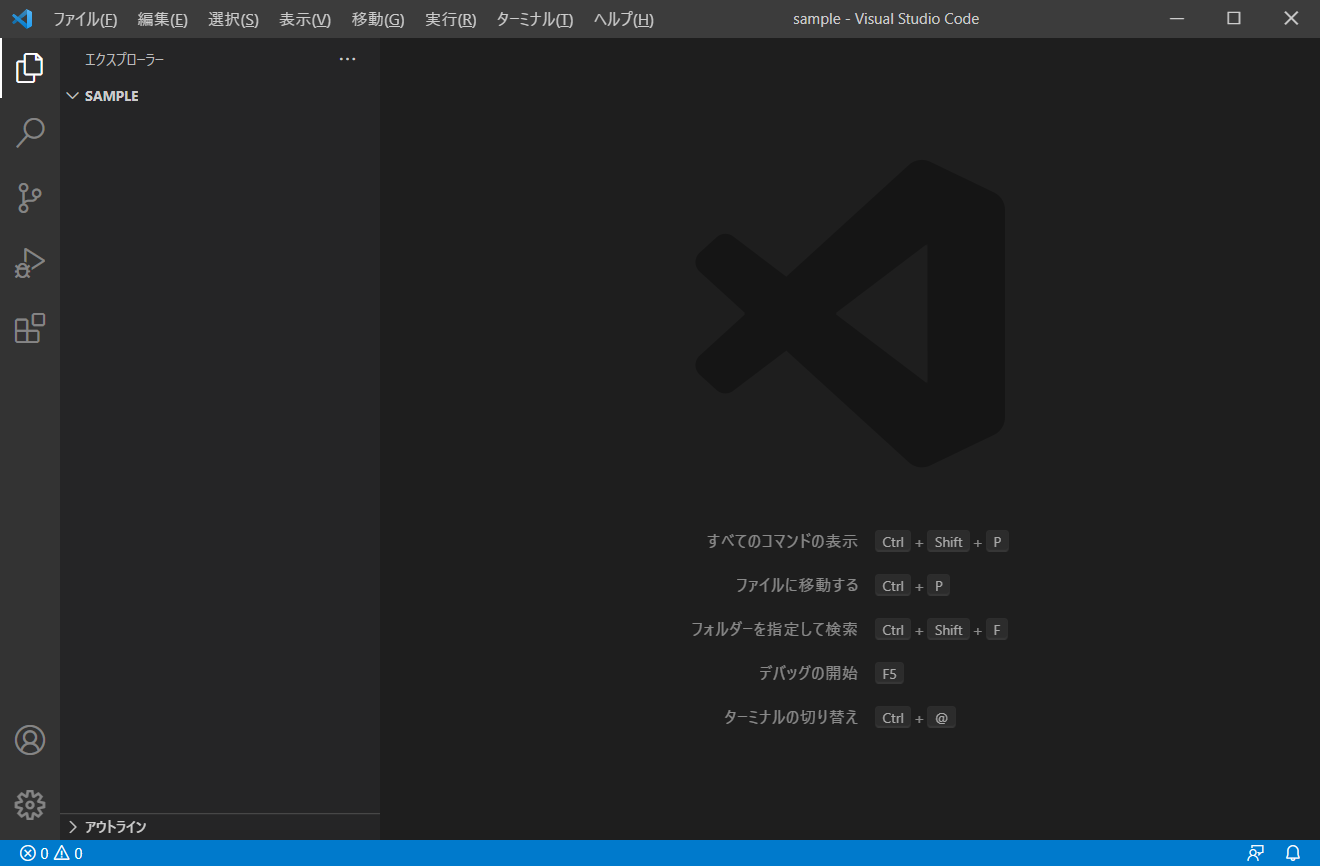 ファイル(F) 編集(E) 選択(S) 表示(V) 移動(G) 実行(R) ターミナル(T) ヘルプ(H) sample - Visual Studio Code
エクスプローラー
SAMPLE
すべてのコマンドの表示 Ctrl + Shift + P
ファイルに移動する Ctrl + P
フォルダーを指定して検索 Ctrl + Shift + F
デバッグの開始 F5
ターミナルの切り替え Ctrl + @
アウトライン
0 0